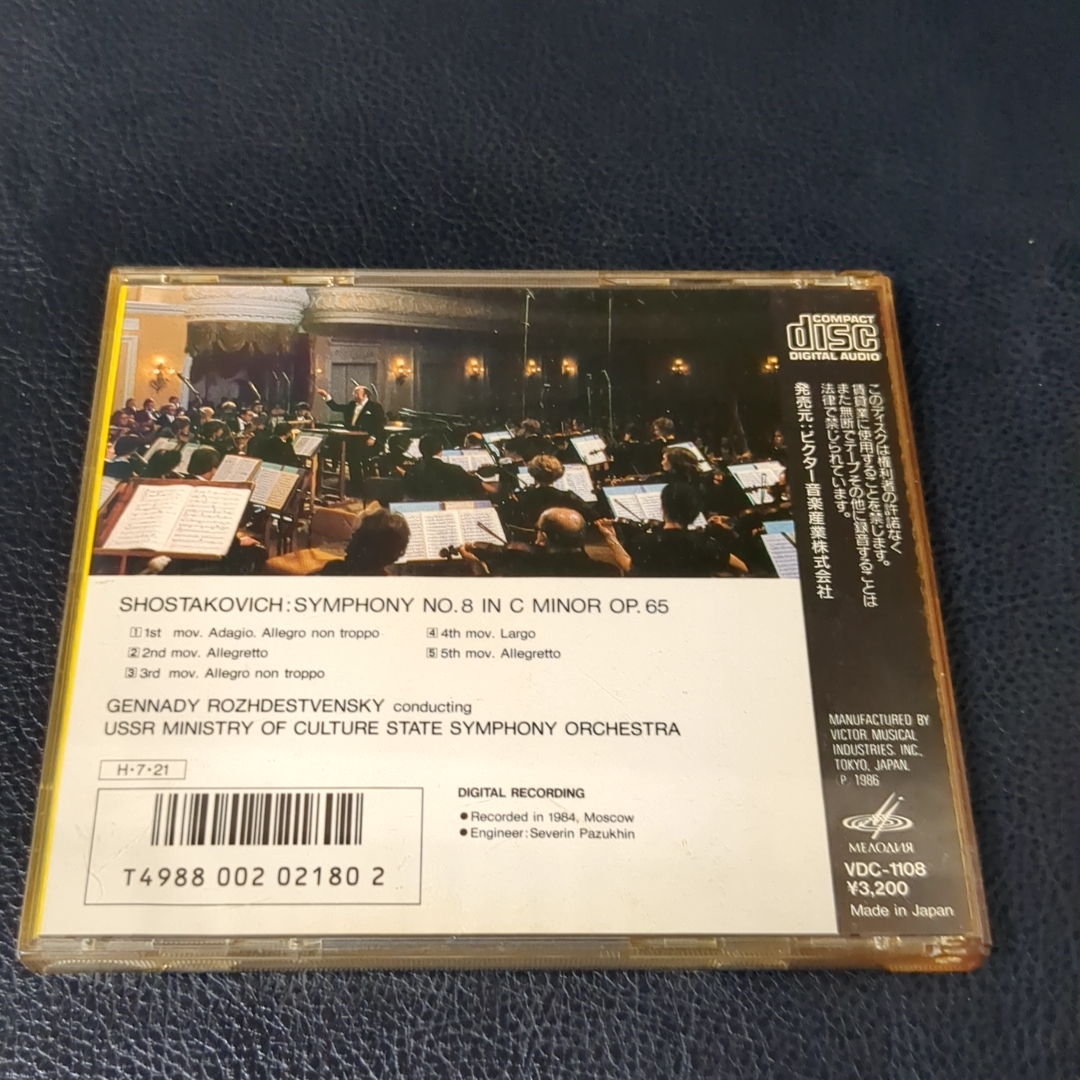 COMPACT
disc
DIGITAL AUDIO
このディスクは権利者の許諾なく
賃貸業に使用することを禁じます。
また無断でテープその他に録音することは
法律で禁じられています。
発売元:ビクター音楽産業株式会社
SHOSTAKOVICH:SYMPHONY NO.8 IN C MINOR OP.65
1 1st mov. Adagio. Allegro non troppo
2 2nd mov. Allegretto
3 3rd mov. Allegro non troppo
4 4th mov. Largo
5 5th mov. Allegretto
GENNADY ROZHDESTVENSKY conducting
USSR MINISTRY OF CULTURE STATE SYMPHONY ORCHESTRA
H・7・21
T4988 002 02180 2
DIGITAL RECORDING
●Recorded in 1984, Moscow
●Engineer:Severin Pazukhin
MANUFACTURED BY
VICTOR MUSICAL
INDUSTRIES. INC.,
TOKYO, JAPAN.
℗ 1986
МЕЛОДИЯ
VDC-1108
¥3,200
Made in Japan